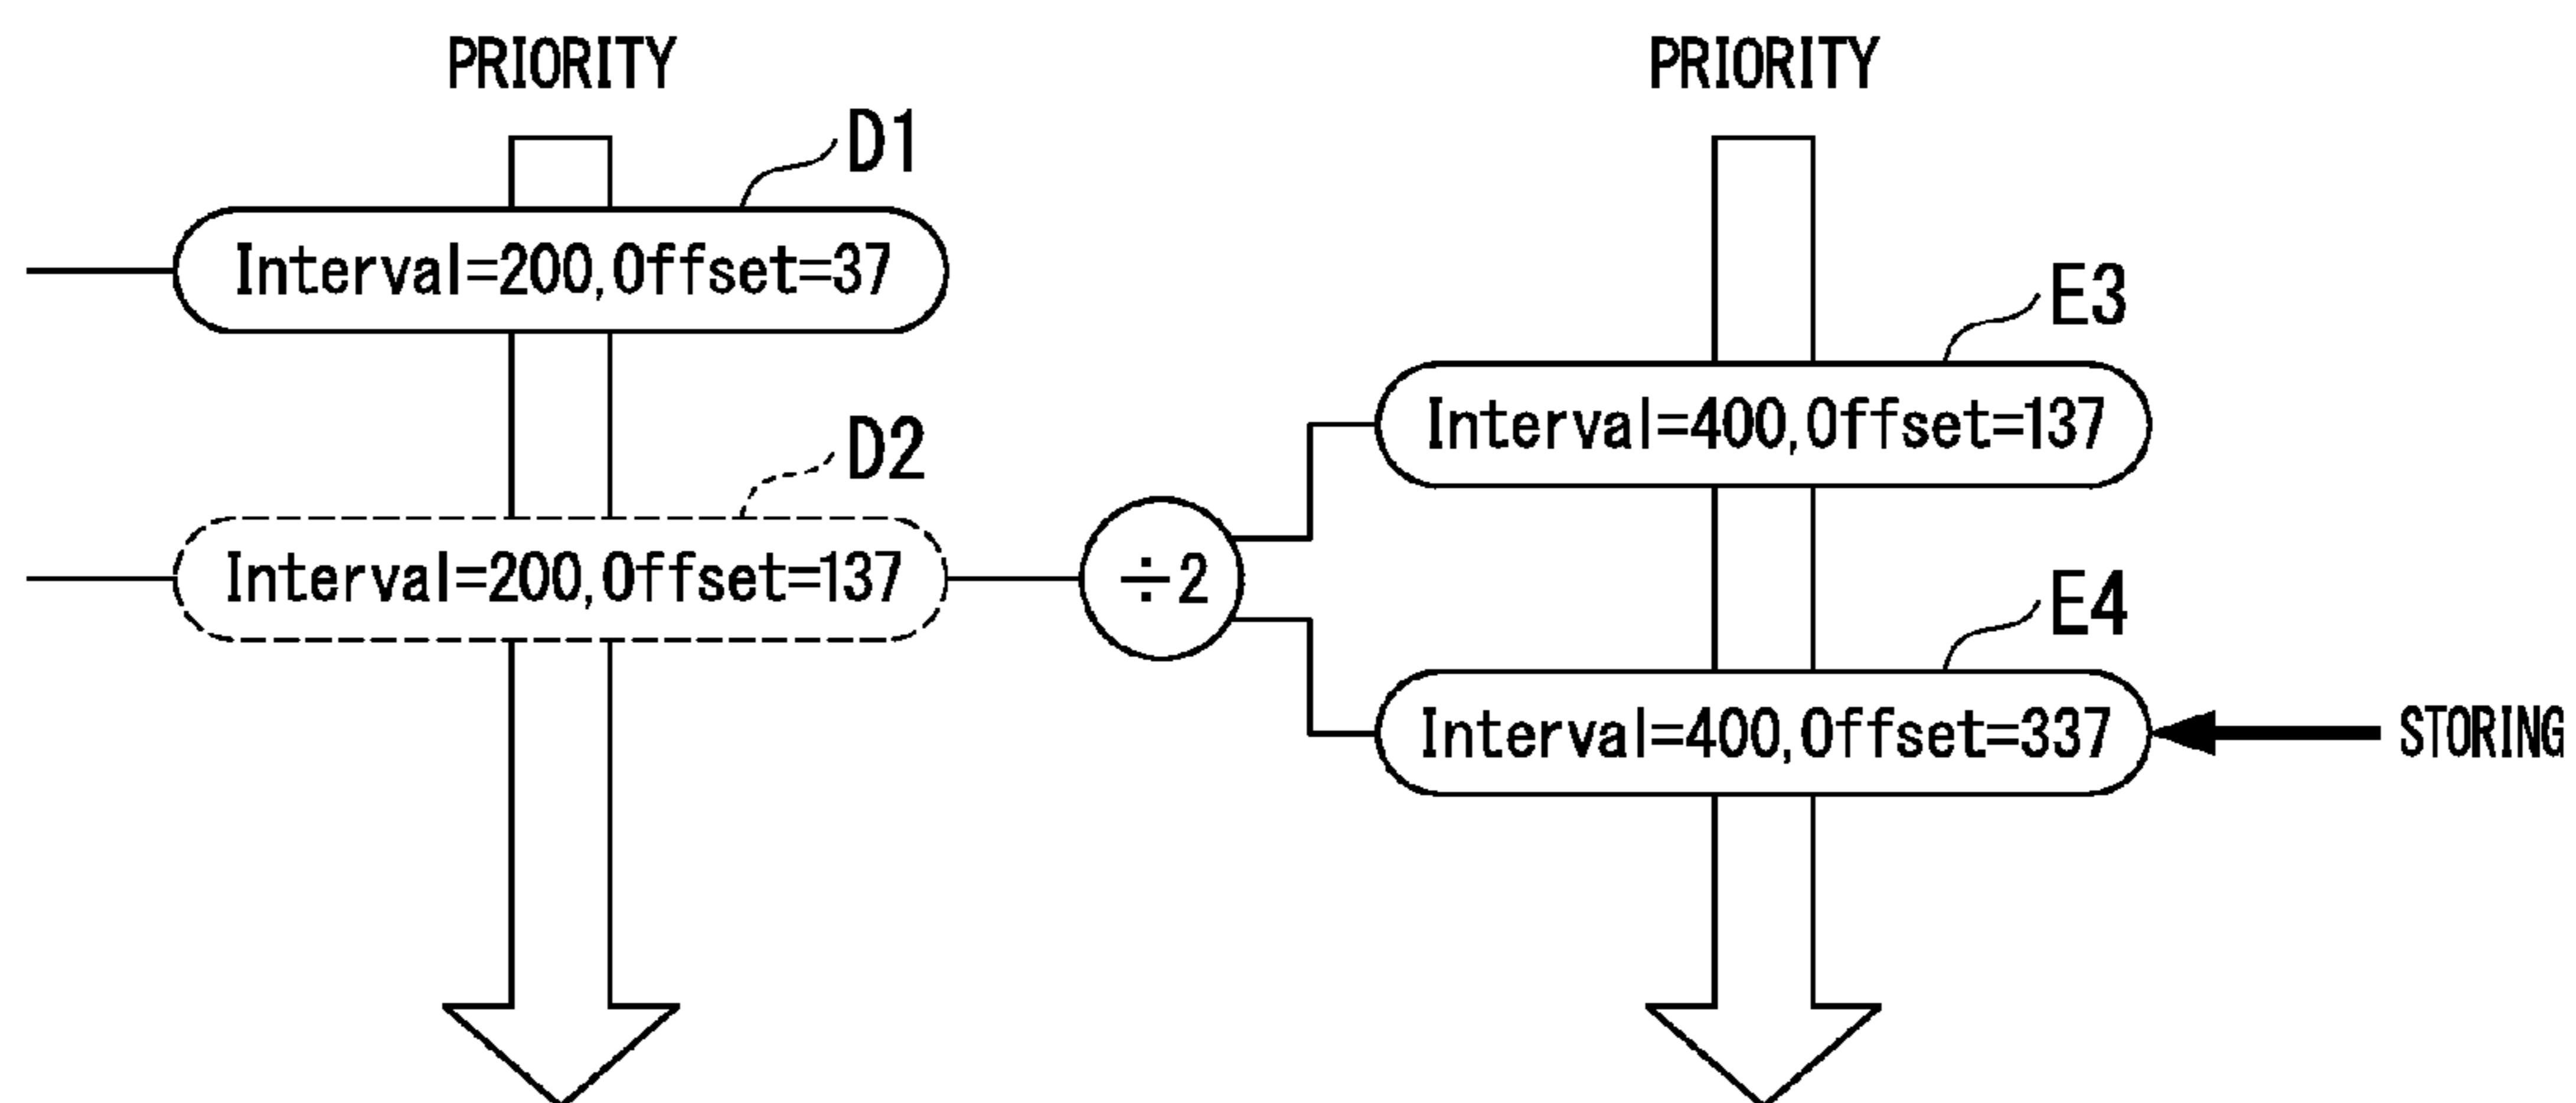 PRIORITY
PRIORITY
D1
Interval=200,Offset=37
E3
Interval=400,Offset=137
D2
Interval=200,Offset=137
÷2
E4
Interval=400,Offset=337
STORING